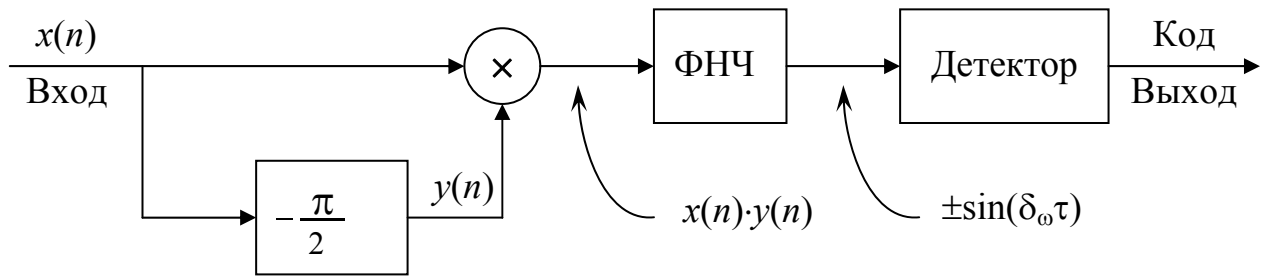 x(n)
Вход
×
ФНЧ
Детектор
Код
Выход
−π/2
y(n)
x(n)·y(n)
±sin(δωτ)